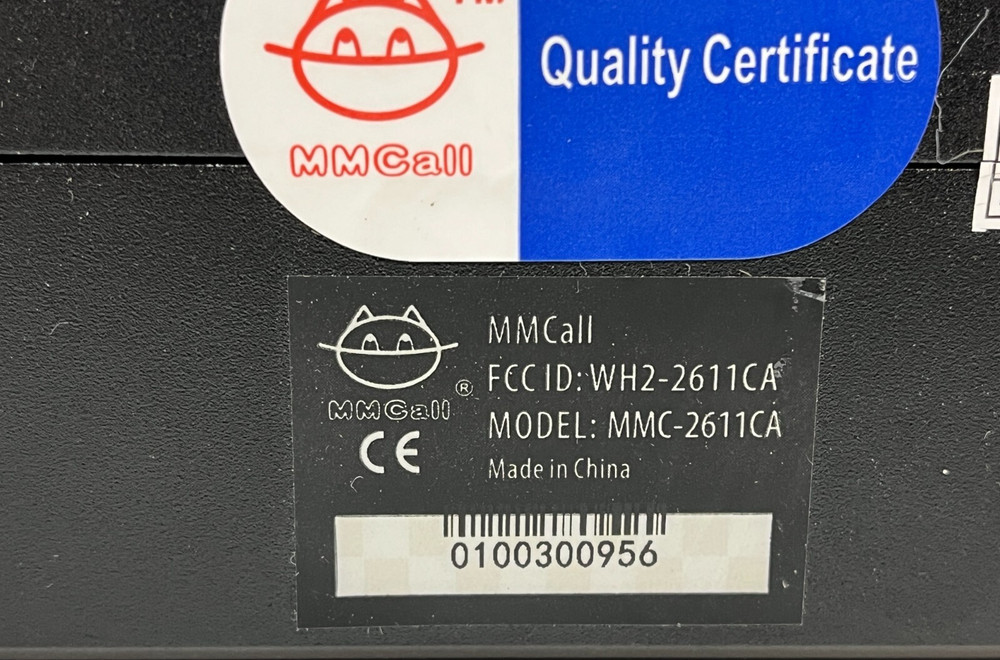 Quality Certificate
MMCall
MMCall
FCC ID: WH2-2611CA
®
MMCall
MODEL: MMC-2611CA
CE
Made in China
0100300956